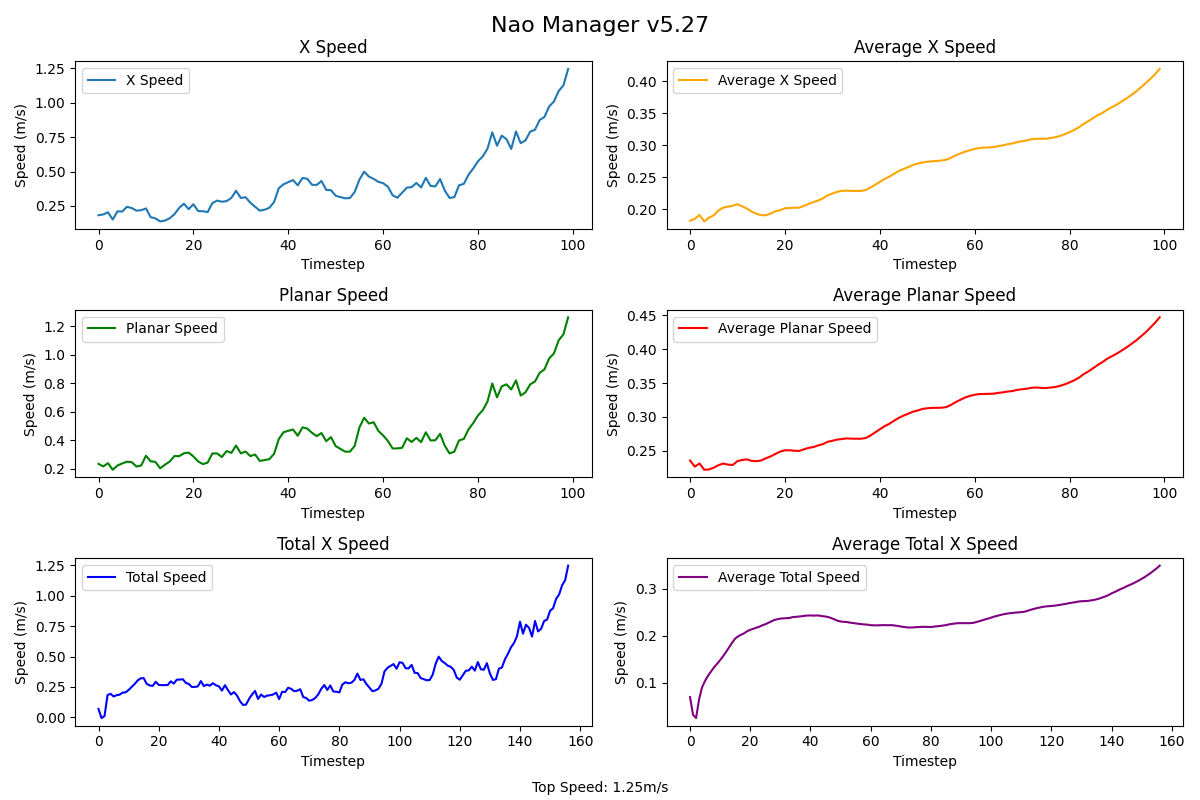 Nao Manager v5.27
X Speed
Speed (m/s)
1.25
1.00
0.75
0.50
0.25
X Speed
0 20 40 60 80 100
Timestep
Average X Speed
Speed (m/s)
0.40
0.35
0.30
0.25
0.20
Average X Speed
0 20 40 60 80 100
Timestep
Planar Speed
Speed (m/s)
1.2
1.0
0.8
0.6
0.4
0.2
Planar Speed
0 20 40 60 80 100
Timestep
Average Planar Speed
Speed (m/s)
0.45
0.40
0.35
0.30
0.25
Average Planar Speed
0 20 40 60 80 100
Timestep
Total X Speed
Speed (m/s)
1.25
1.00
0.75
0.50
0.25
0.00
Total Speed
0 20 40 60 80 100 120 140 160
Timestep
Average Total X Speed
Speed (m/s)
0.3
0.2
0.1
Average Total Speed
0 20 40 60 80 100 120 140 160
Timestep
Top Speed: 1.25m/s